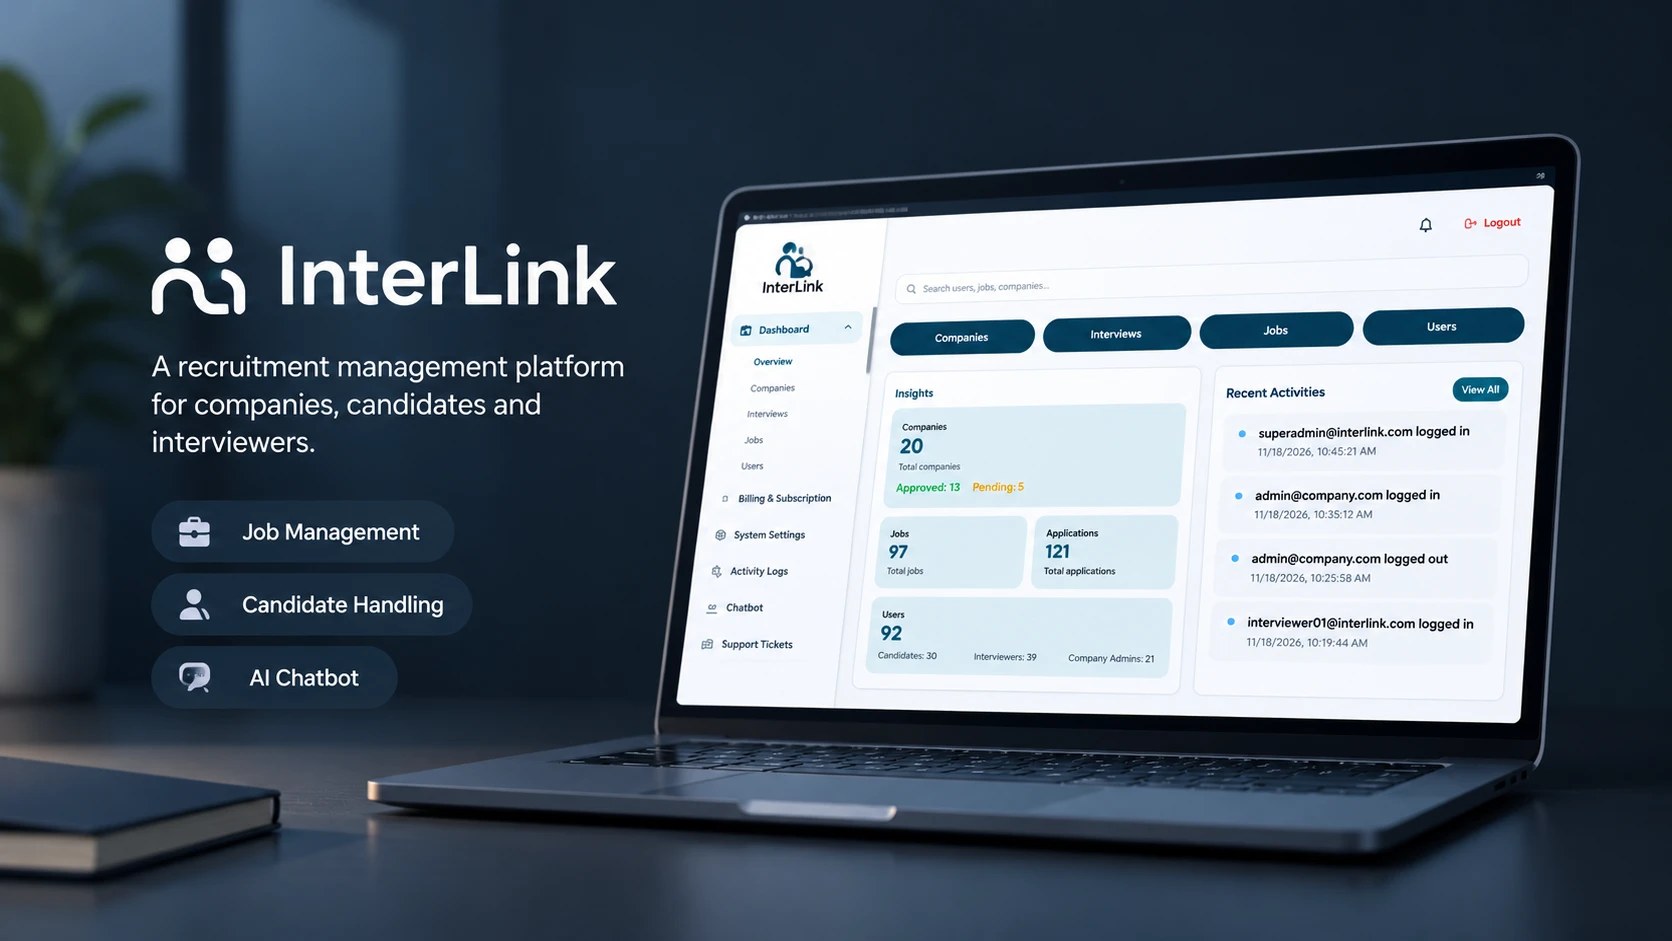 InterLink
A recruitment management platform
for companies, candidates and
interviewers.
Job Management
Candidate Handling
AI Chatbot
InterLink
Dashboard
Overview
Companies
Interviews
Jobs
Users
Billing & Subscription
System Settings
Activity Logs
Chatbot
Support Tickets
Logout
Search users, jobs, companies...
Companies
Interviews
Jobs
Users
Insights
Companies
20
Total companies
Approved: 13 Pending: 5
Jobs
97
Total jobs
Applications
121
Total applications
Users
92
Candidates: 30 Interviewers: 39 Company Admins: 21
Recent Activities
View All
superadmin@interlink.com logged in
11/18/2026, 10:45:21 AM
admin@company.com logged in
11/18/2026, 10:35:12 AM
admin@company.com logged out
11/18/2026, 10:25:58 AM
interviewer01@interlink.com logged in
11/18/2026, 10:19:44 AM